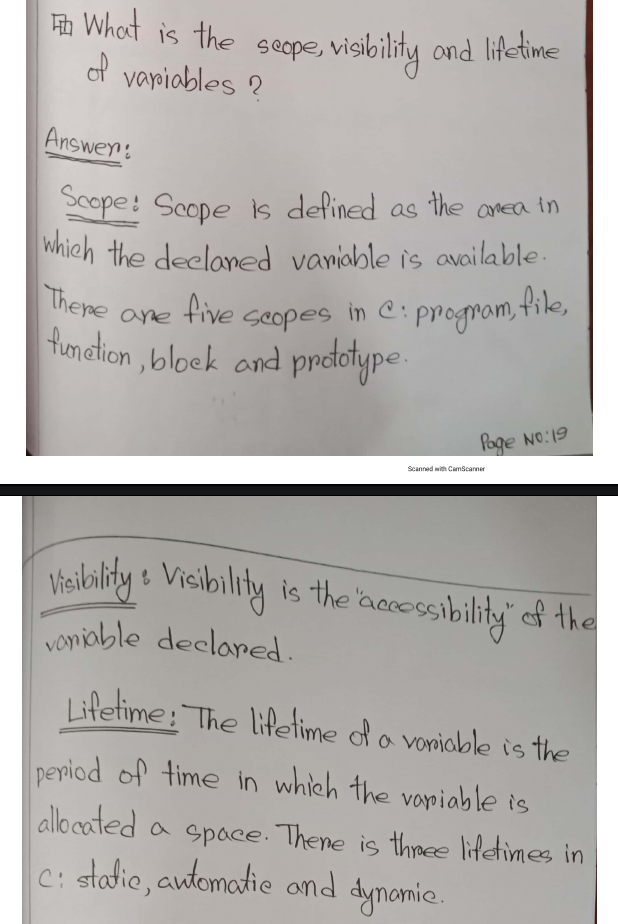 What is the scope, visibility and lifetime
of variables ?
Answer:
Scope: Scope is defined as the area in
which the declared variable is available.
There are five scopes in C: program, file,
function, block and prototype.
Page NO:19
Scanned with CamScanner
Visibility: Visibility is the "accessibility" of the
variable declared.
Lifetime: The lifetime of a variable is the
period of time in which the variable is
allocated a space. There is three lifetimes in
C: static, automatic and dynamic.